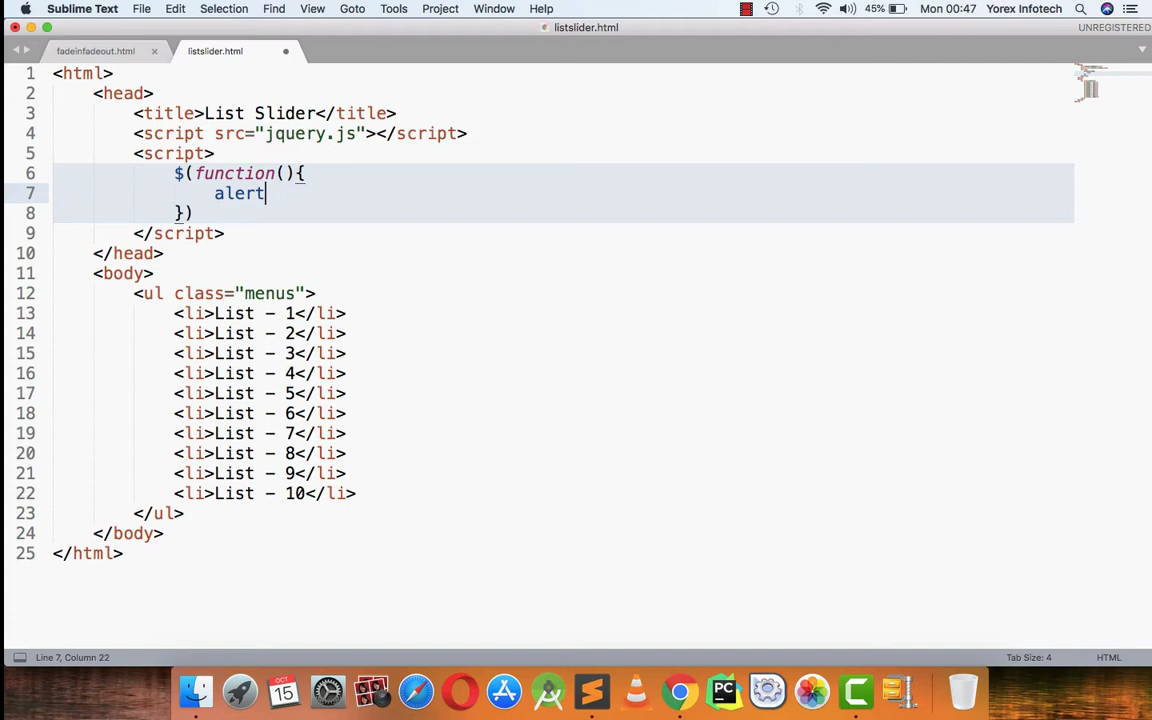 Sublime Text File Edit Selection Find View Goto Tools Project Window Help 45% Mon 00:47 Yorex Infotech
listslider.html UNREGISTERED
fadeinfadeout.html × listslider.html
1 <html>
2 <head>
3 <title>List Slider</title>
4 <script src="jquery.js"></script>
5 <script>
6 $(function(){
7 alert
8 })
9 </script>
10 </head>
11 <body>
12 <ul class="menus">
13 <li>List - 1</li>
14 <li>List - 2</li>
15 <li>List - 3</li>
16 <li>List - 4</li>
17 <li>List - 5</li>
18 <li>List - 6</li>
19 <li>List - 7</li>
20 <li>List - 8</li>
21 <li>List - 9</li>
22 <li>List - 10</li>
23 </ul>
24 </body>
25 </html>
Line 7, Column 22 Tab Size: 4 HTML
OCT
15 PC C